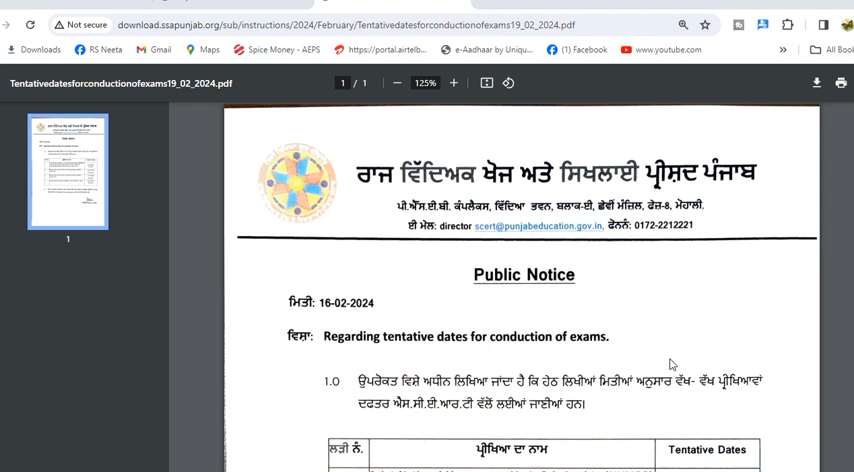 Not secure download.ssapunjab.org/sub/instructions/2024/February/Tentativedatesforconductionofexams19_02_2024.pdf
Downloads RS Neeta Gmail Maps Spice Money - AEPS https://portal.airtelb... e-Aadhaar by Uniqu... (1) Facebook www.youtube.com » All Book
Tentativedatesforconductionofexams19_02_2024.pdf 1 / 1 − 125% +
1
ਰਾਜ ਵਿੱਦਿਅਕ ਖੋਜ ਅਤੇ ਸਿਖਲਾਈ ਪ੍ਰੀਸ਼ਦ ਪੰਜਾਬ
ਪੀ.ਐੱਸ.ਈ.ਬੀ. ਕੰਪਲੈਕਸ, ਵਿੱਦਿਆ ਭਵਨ, ਬਲਾਕ-ਈ, ਛੇਵੀਂ ਮੰਜ਼ਿਲ, ਫੇਜ਼-8, ਮੋਹਾਲੀ,
ਈ ਮੇਲ: director scert@punjabeducation.gov.in, ਫੋਨਨੰ: 0172-2212221
Public Notice
ਮਿਤੀ: 16-02-2024
ਵਿਸ਼ਾ: Regarding tentative dates for conduction of exams.
1.0 ਉਪਰੋਕਤ ਵਿਸ਼ੇ ਅਧੀਨ ਲਿਖਿਆ ਜਾਂਦਾ ਹੈ ਕਿ ਹੇਠ ਲਿਖੀਆਂ ਮਿਤੀਆਂ ਅਨੁਸਾਰ ਵੱਖ- ਵੱਖ ਪ੍ਰੀਖਿਆਵਾਂ
ਦਫਤਰ ਐਸ.ਸੀ.ਈ.ਆਰ.ਟੀ ਵੱਲੋਂ ਲਈਆਂ ਜਾਣੀਆਂ ਹਨ।
ਲੜੀ ਨੰ. ਪ੍ਰੀਖਿਆ ਦਾ ਨਾਮ Tentative Dates